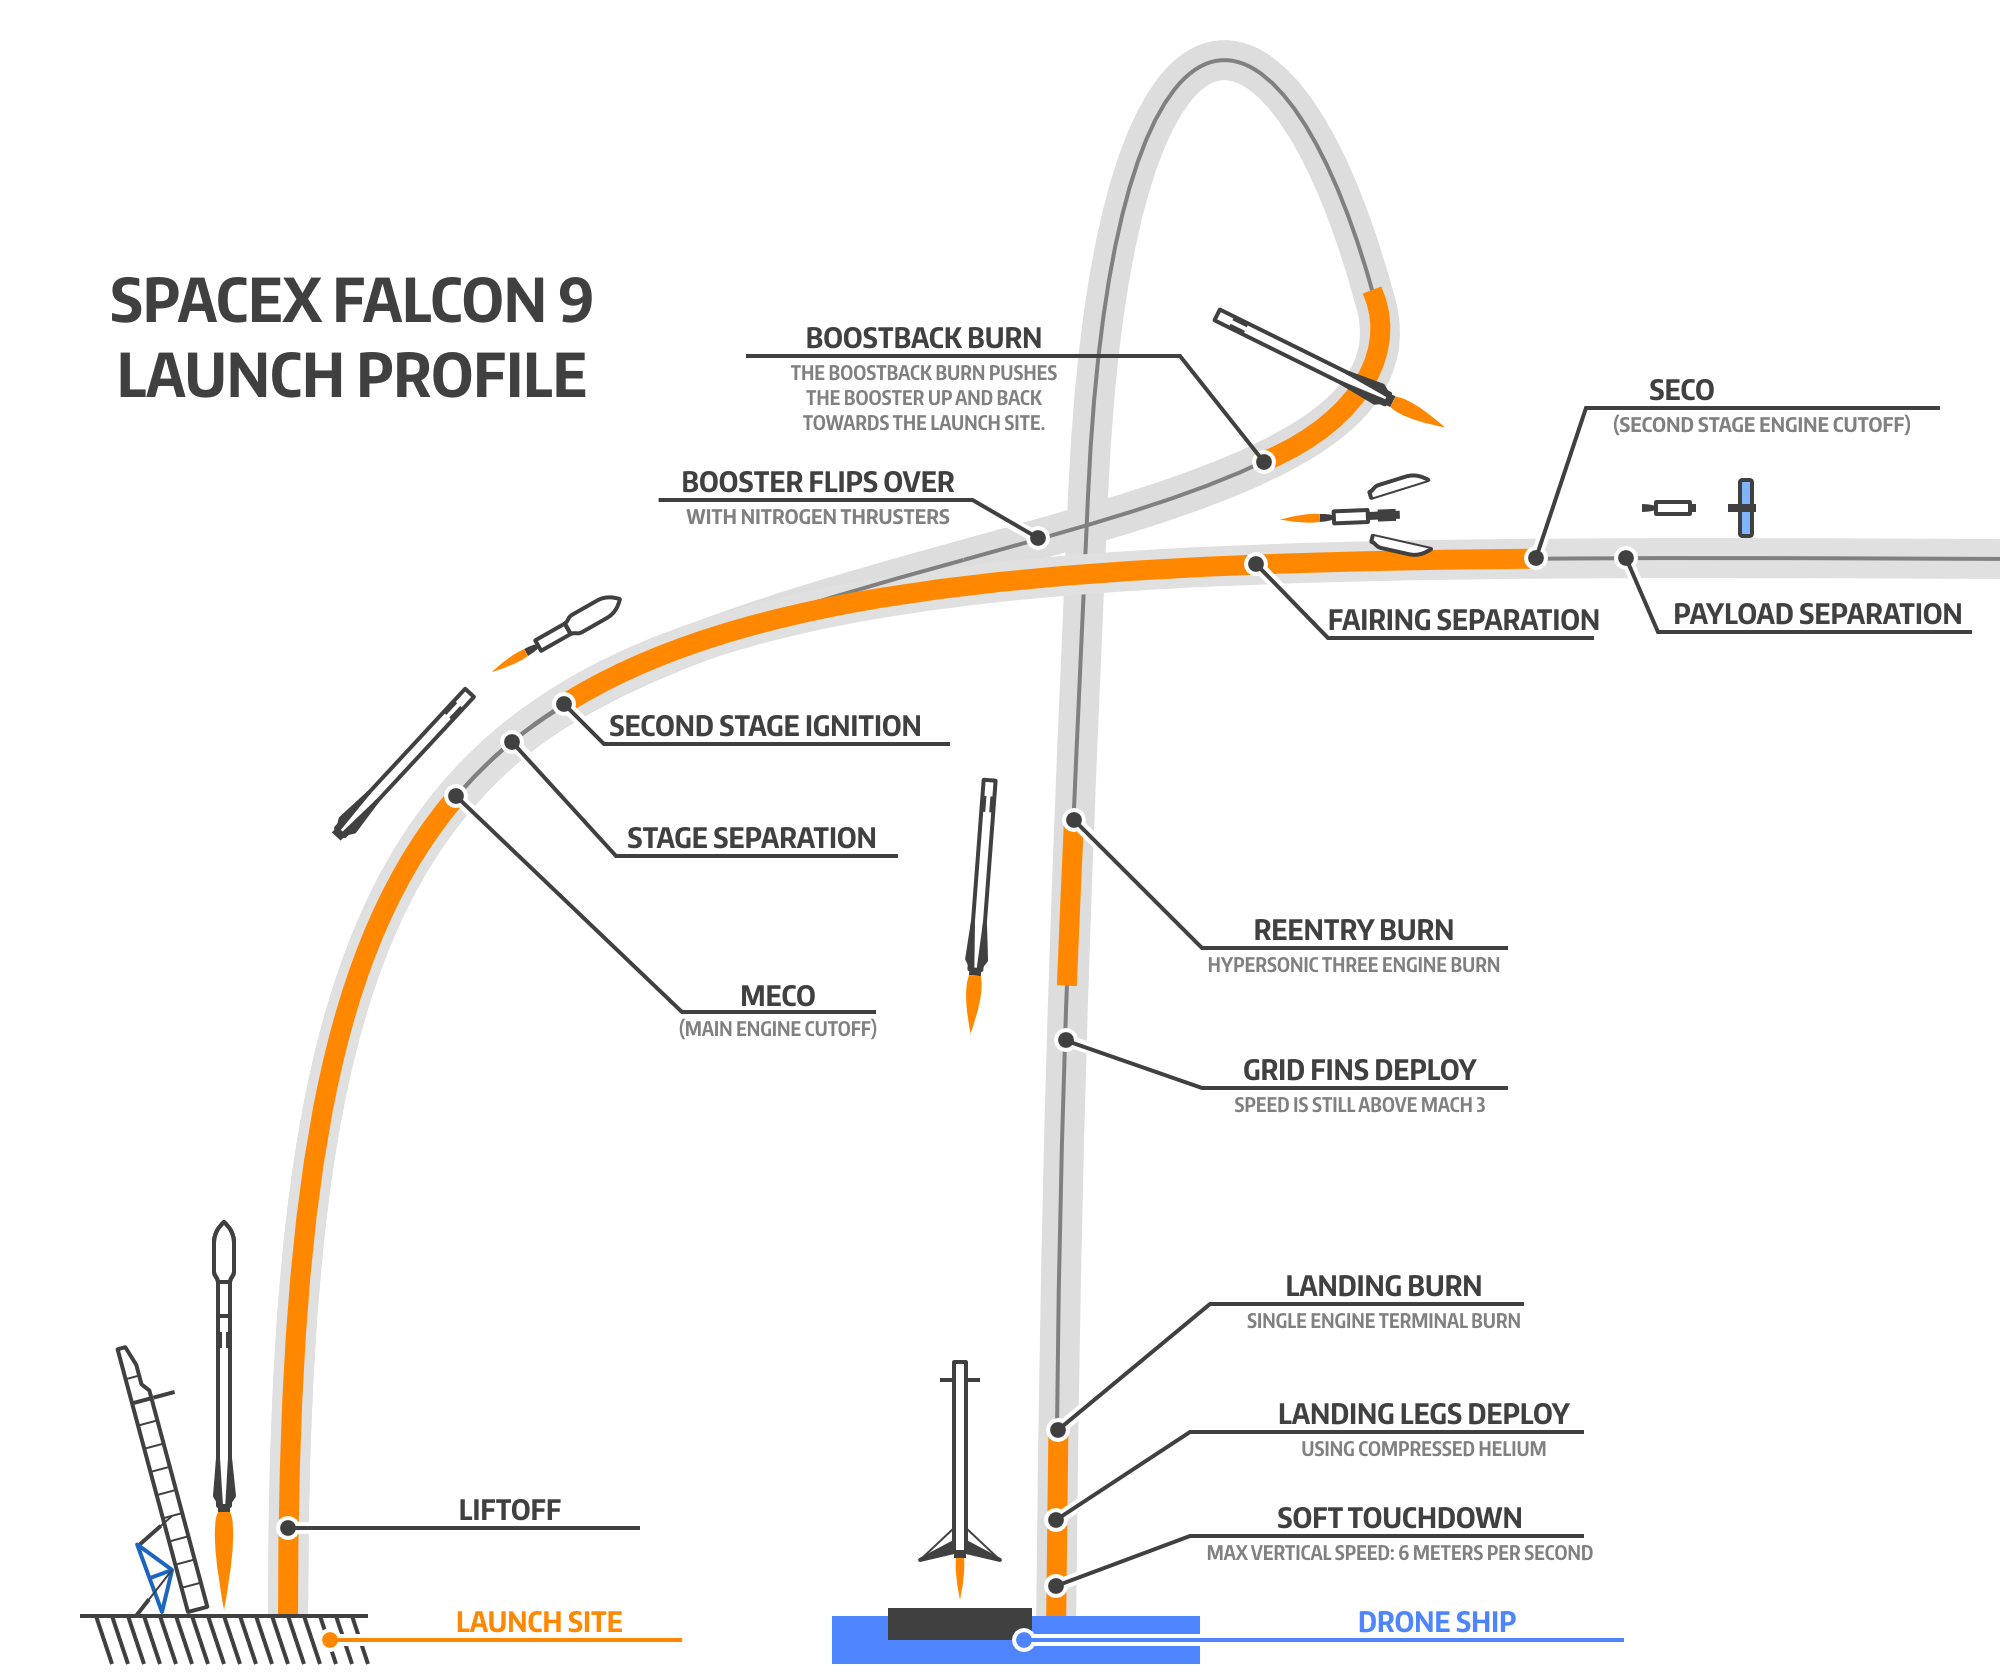 SPACEX FALCON 9
LAUNCH PROFILE
BOOSTBACK BURN
THE BOOSTBACK BURN PUSHES
THE BOOSTER UP AND BACK
TOWARDS THE LAUNCH SITE.
SECO
(SECOND STAGE ENGINE CUTOFF)
BOOSTER FLIPS OVER
WITH NITROGEN THRUSTERS
FAIRING SEPARATION
PAYLOAD SEPARATION
SECOND STAGE IGNITION
STAGE SEPARATION
MECO
(MAIN ENGINE CUTOFF)
REENTRY BURN
HYPERSONIC THREE ENGINE BURN
GRID FINS DEPLOY
SPEED IS STILL ABOVE MACH 3
LANDING BURN
SINGLE ENGINE TERMINAL BURN
LANDING LEGS DEPLOY
USING COMPRESSED HELIUM
LIFTOFF
SOFT TOUCHDOWN
MAX VERTICAL SPEED: 6 METERS PER SECOND
LAUNCH SITE
DRONE SHIP